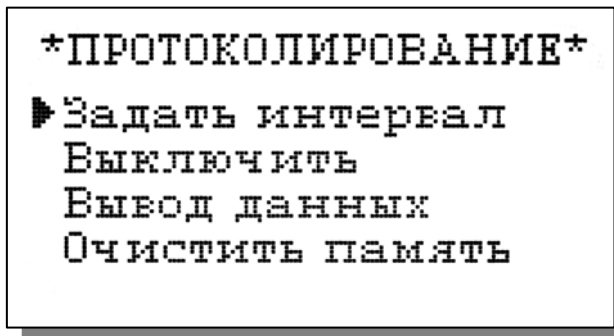 *ПРОТОКОЛИРОВАНИЕ*
Задать интервал
Выключить
Вывод данных
Очистить память